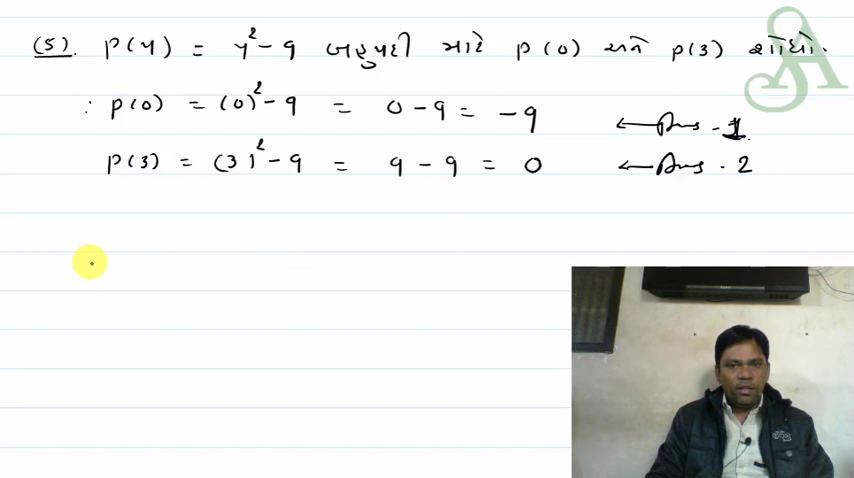 (5). p(y) = y² - 9 બહુપદી માટે p(0) અને p(3) શોધો.
∴ p(0) = (0)² - 9 = 0 - 9 = -9 ← Ans - 1.
p(3) = (3)² - 9 = 9 - 9 = 0 ← Ans - 2